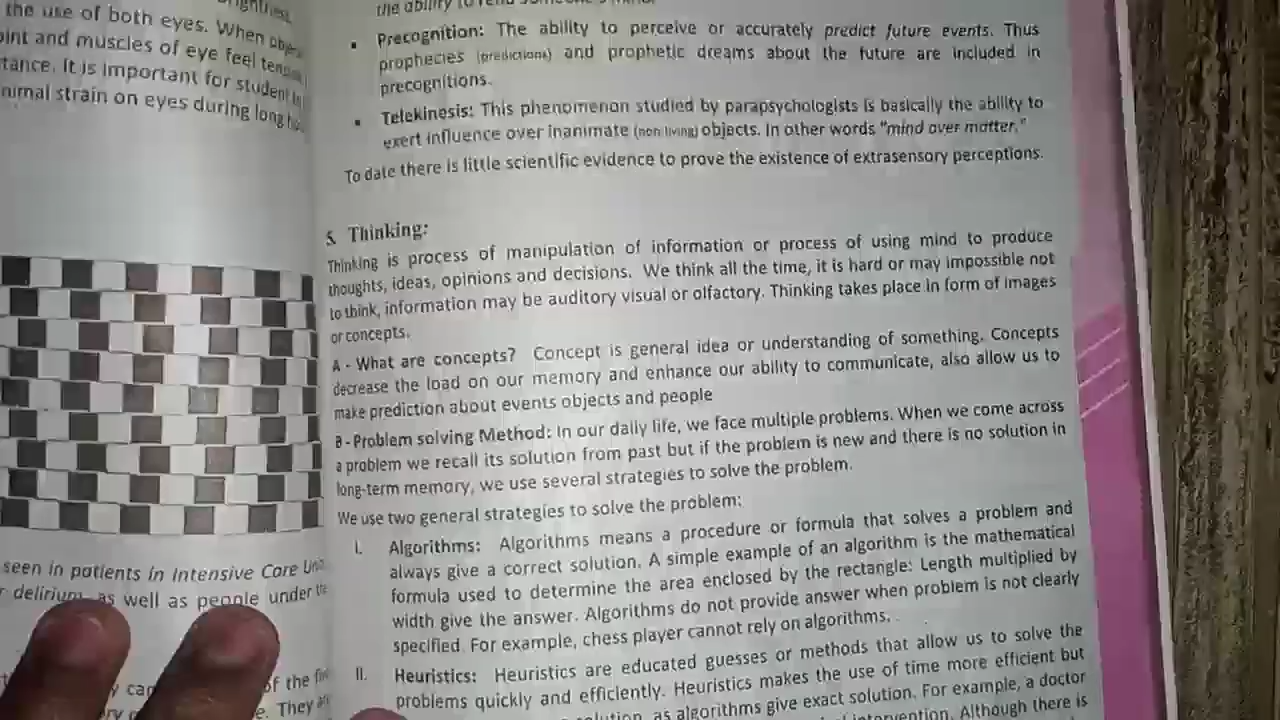 the use of both eyes. When
and muscles of eye feel
tance. It is important for student
nimal strain on eyes during long
seen in patients in Intensive Care
delirium, as well as people under
of the
They
the ability to
▪ Precognition: The ability to perceive or accurately predict future events. Thus
prophecies (predictions) and prophetic dreams about the future are included in
precognitions.
▪ Telekinesis: This phenomenon studied by parapsychologists is basically the ability to
exert influence over inanimate (non living) objects. In other words "mind over matter."
To date there is little scientific evidence to prove the existence of extrasensory perceptions.
5. Thinking:
Thinking is process of manipulation of information or process of using mind to produce
thoughts, ideas, opinions and decisions. We think all the time, it is hard or may impossible not
to think, information may be auditory visual or olfactory. Thinking takes place in form of images
or concepts.
A - What are concepts? Concept is general idea or understanding of something. Concepts
decrease the load on our memory and enhance our ability to communicate, also allow us to
make prediction about events objects and people
B - Problem solving Method: In our daily life, we face multiple problems. When we come across
a problem we recall its solution from past but if the problem is new and there is no solution in
long-term memory, we use several strategies to solve the problem.
We use two general strategies to solve the problem:
I. Algorithms: Algorithms means a procedure or formula that solves a problem and
always give a correct solution. A simple example of an algorithm is the mathematical
formula used to determine the area enclosed by the rectangle: Length multiplied by
width give the answer. Algorithms do not provide answer when problem is not clearly
specified. For example, chess player cannot rely on algorithms.
II. Heuristics: Heuristics are educated guesses or methods that allow us to solve the
problems quickly and efficiently. Heuristics makes the use of time more efficient but
as algorithms give exact solution. For example, a doctor
intervention. Although there is